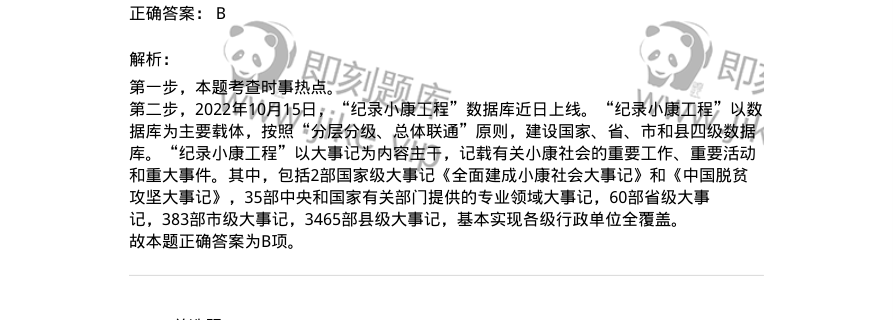 正确答案： B
解析：
第一步，本题考查时事热点。
第二步，2022年10月15日，“纪录小康工程”数据库近日上线。“纪录小康工程”以数
据库为主要载体，按照“分层分级、总体联通”原则，建设国家、省、市和县四级数据
库。“纪录小康工程”以大事记为内容主干，记载有关小康社会的重要工作、重要活动
和重大事件。其中，包括2部国家级大事记《全面建成小康社会大事记》和《中国脱贫
攻坚大事记》，35部中央和国家有关部门提供的专业领域大事记，60部省级大事
记，383部市级大事记，3465部县级大事记，基本实现各级行政单位全覆盖。
故本题正确答案为B项。
即刻题库
即刻